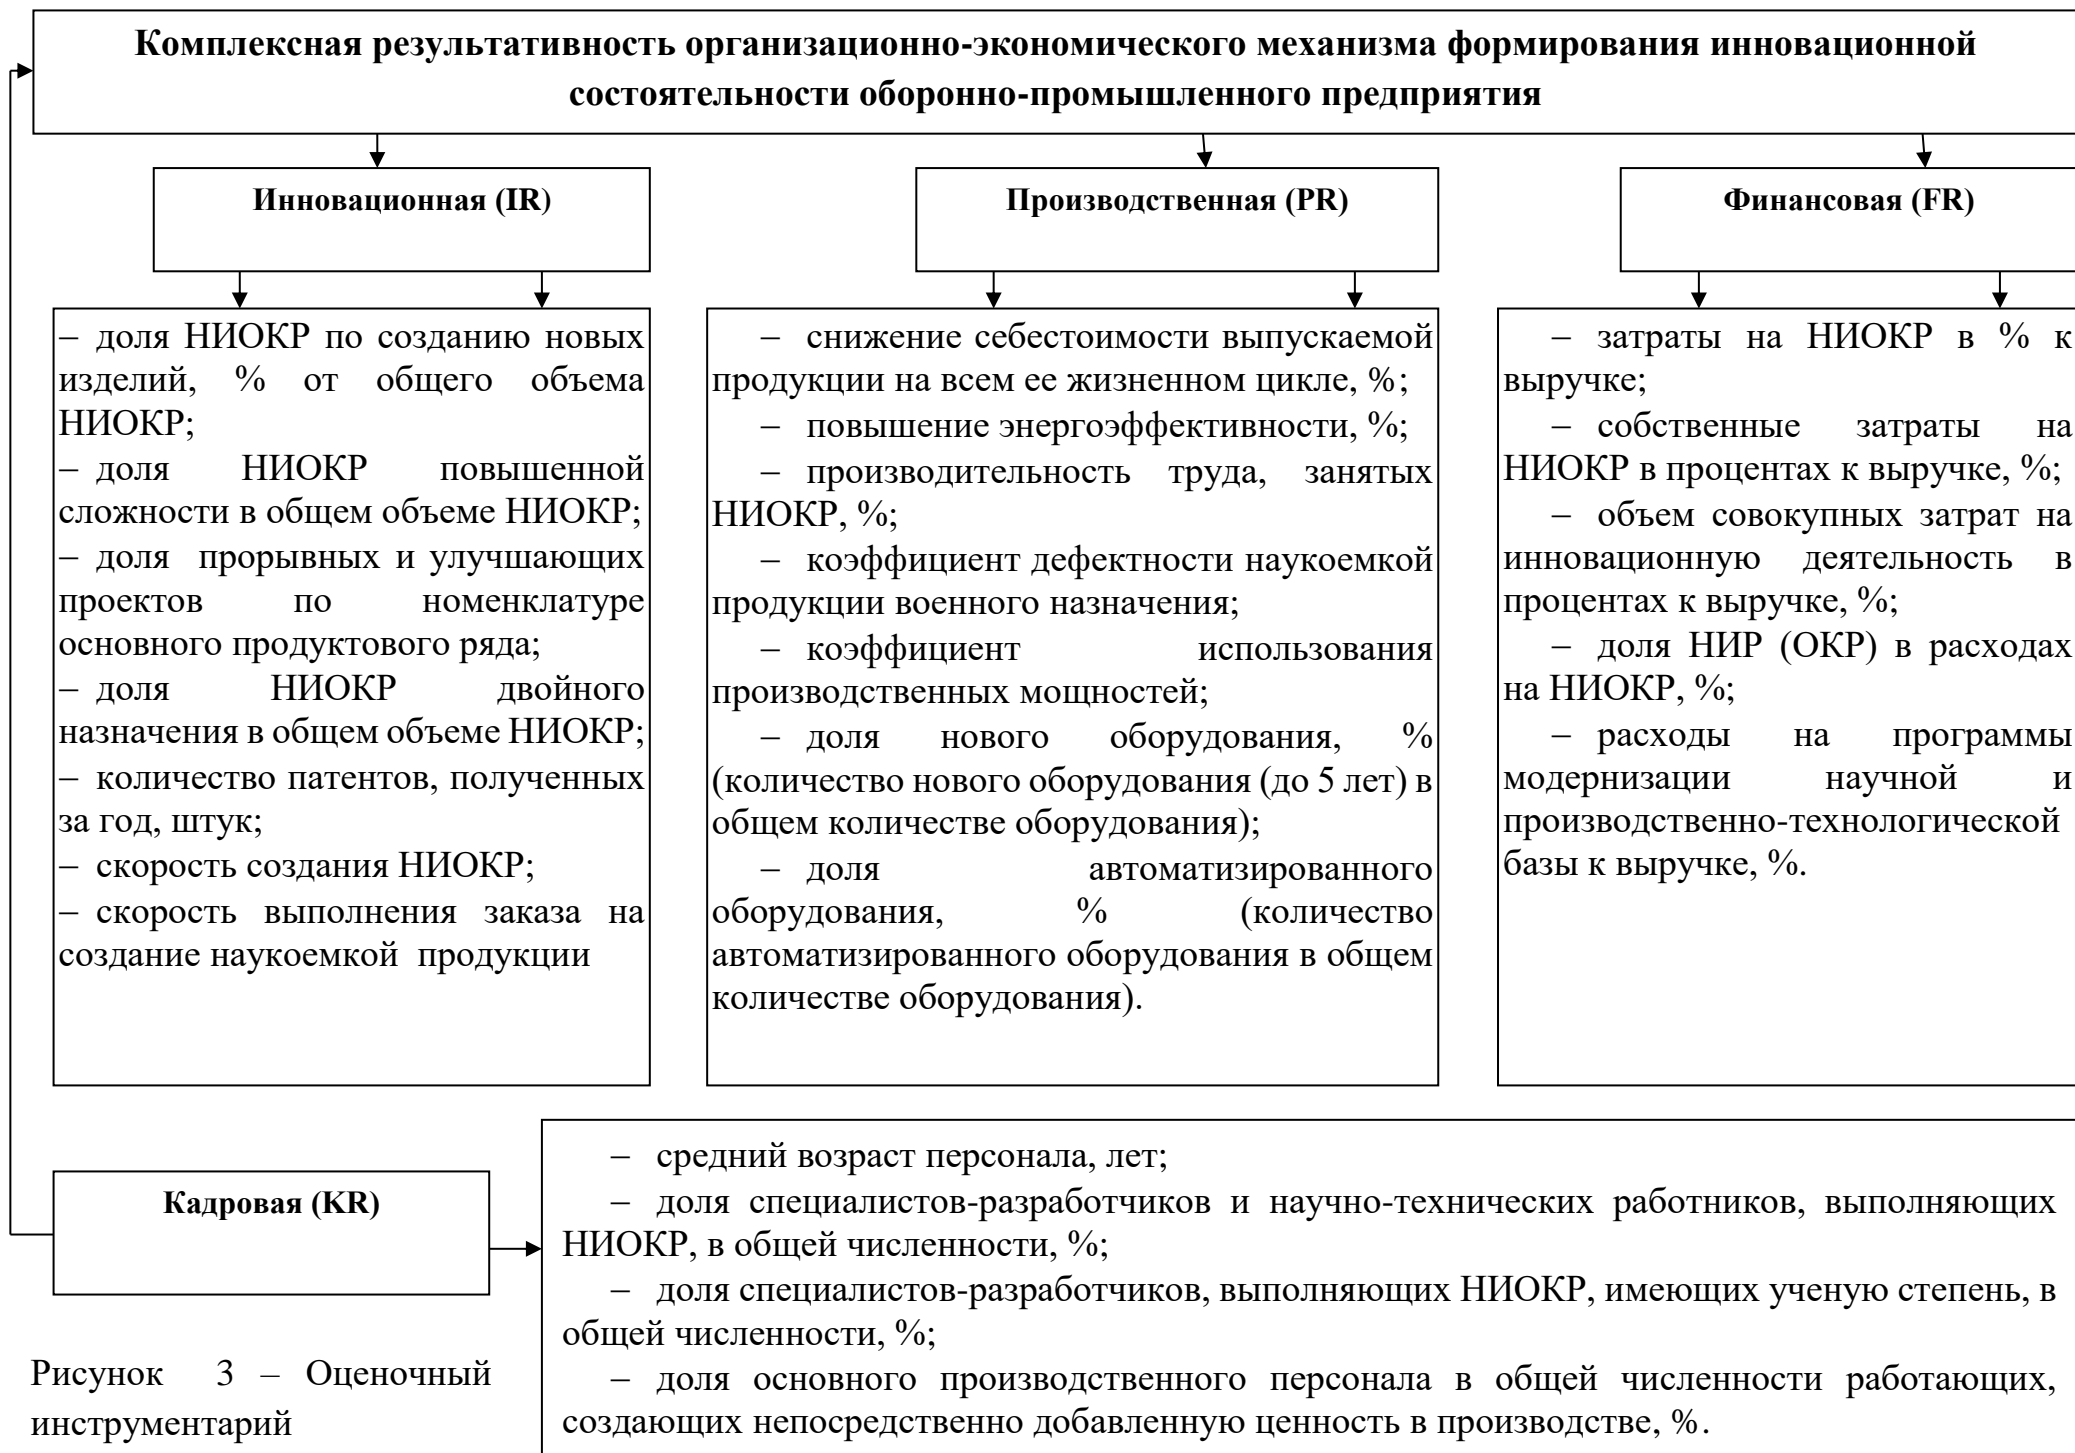 Комплексная результативность организационно-экономического механизма формирования инновационной
состоятельности оборонно-промышленного предприятия
Инновационная (IR)
Производственная (PR)
Финансовая (FR)
– доля НИОКР по созданию новых
изделий, % от общего объема
НИОКР;
– доля НИОКР повышенной
сложности в общем объеме НИОКР;
– доля прорывных и улучшающих
проектов по номенклатуре
основного продуктового ряда;
– доля НИОКР двойного
назначения в общем объеме НИОКР;
– количество патентов, полученных
за год, штук;
– скорость создания НИОКР;
– скорость выполнения заказа на
создание наукоемкой продукции
– снижение себестоимости выпускаемой
продукции на всем ее жизненном цикле, %;
– повышение энергоэффективности, %;
– производительность труда, занятых
НИОКР, %;
– коэффициент дефектности наукоемкой
продукции военного назначения;
– коэффициент использования
производственных мощностей;
– доля нового оборудования, %
(количество нового оборудования (до 5 лет) в
общем количестве оборудования);
– доля автоматизированного
оборудования, % (количество
автоматизированного оборудования в общем
количестве оборудования).
– затраты на НИОКР в % к
выручке;
– собственные затраты на
НИОКР в процентах к выручке, %;
– объем совокупных затрат на
инновационную деятельность в
процентах к выручке, %;
– доля НИР (ОКР) в расходах
на НИОКР, %;
– расходы на программы
модернизации научной и
производственно-технологической
базы к выручке, %.
Кадровая (KR)
– средний возраст персонала, лет;
– доля специалистов-разработчиков и научно-технических работников, выполняющих
НИОКР, в общей численности, %;
– доля специалистов-разработчиков, выполняющих НИОКР, имеющих ученую степень, в
общей численности, %;
– доля основного производственного персонала в общей численности работающих,
создающих непосредственно добавленную ценность в производстве, %.
Рисунок 3 – Оценочный
инструментарий